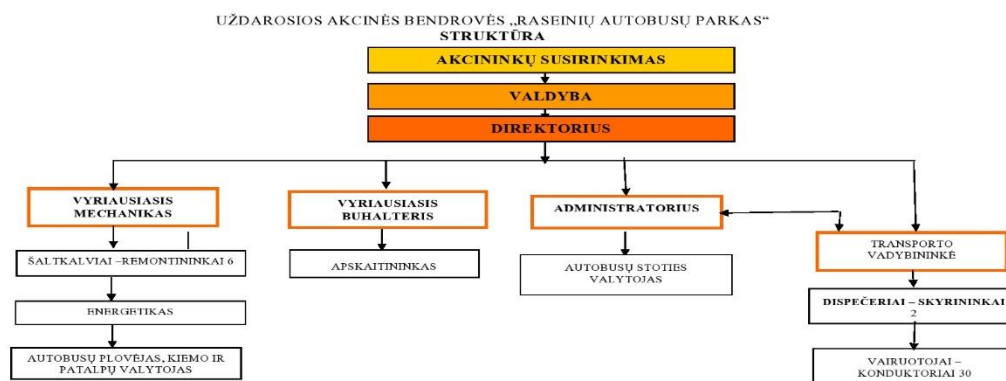 UŽDAROSIOS AKCINĖS BENDROVĖS „RASEINIŲ AUTOBUSŲ PARKAS“
STRUKTŪRA
AKCININKŲ SUSIRINKIMAS
VALDYBA
DIREKTORIUS
VYRIAUSIASIS
MECHANIKAS
VYRIAUSIASIS
BUHALTERIS
ADMINISTRATORIUS
TRANSPORTO
VADYBININKĖ
ŠALTKALVIAI –REMONTININKAI 6
APSKAITININKAS
AUTOBUSŲ STOTIES
VALYTOJAS
DISPEČERIAI – SKYRININKAI
2
ENERGETIKAS
AUTOBUSŲ PLOVĖJAS, KIEMO IR
PATALPŲ VALYTOJAS
VAIRUOTOJAI –
KONDUKTORIAI 30